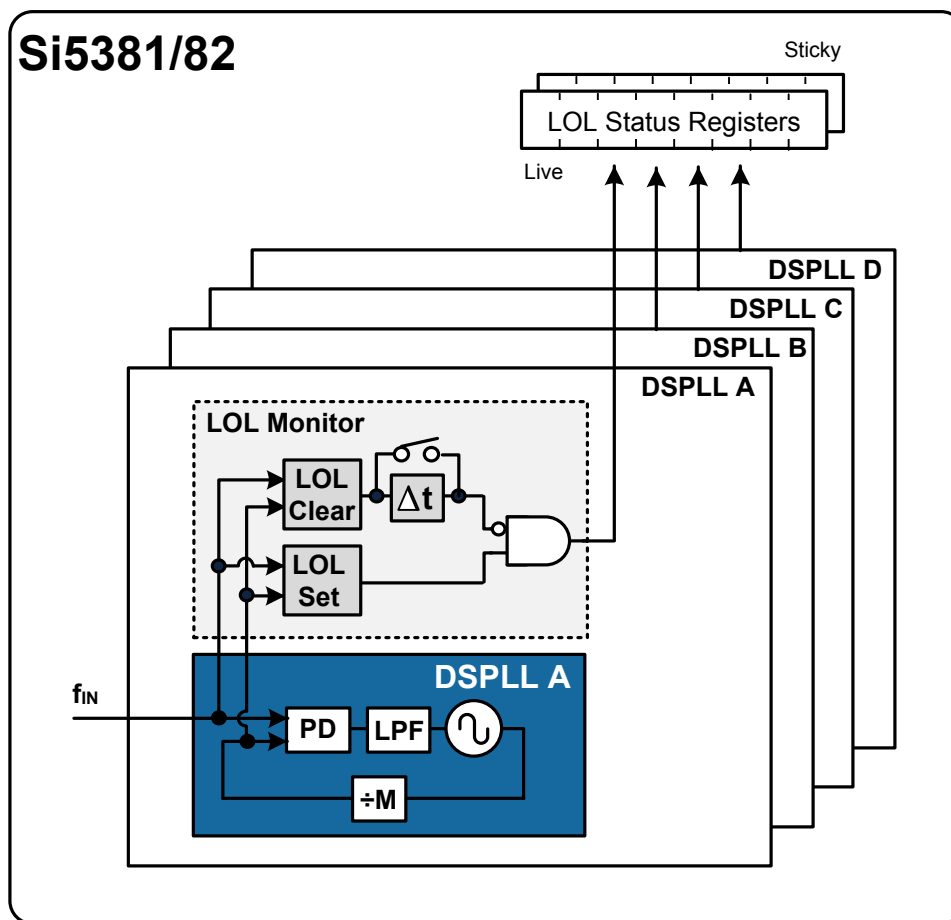 Si5381/82
Sticky
LOL Status Registers
Live
DSPLL D
DSPLL C
DSPLL B
DSPLL A
LOL Monitor
LOL
Clear
Δt
LOL
Set
DSPLL A
fIN
PD
LPF
÷M